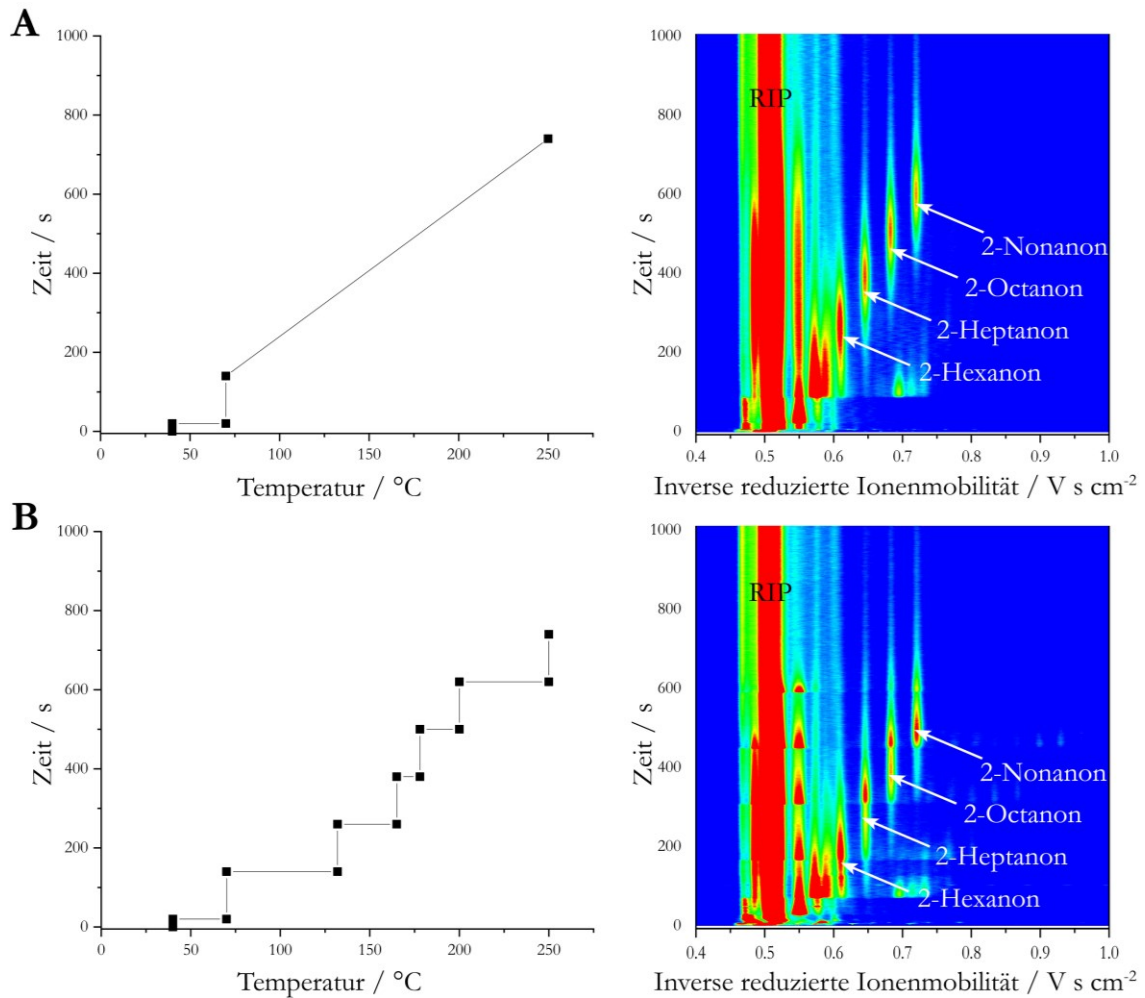 A
1000
800
600
400
200
0
Zeit / s
0
50
100
150
200
250
Temperatur / °C
1000
800
600
400
200
0
Zeit / s
RIP
2-Nonanon
2-Octanon
2-Heptanon
2-Hexanon
0.4
0.5
0.6
0.7
0.8
0.9
1.0
Inverse reduzierte Ionenmobilität / V s cm-2
B
1000
800
600
400
200
0
Zeit / s
0
50
100
150
200
250
Temperatur / °C
1000
800
600
400
200
0
Zeit / s
RIP
2-Nonanon
2-Octanon
2-Heptanon
2-Hexanon
0.4
0.5
0.6
0.7
0.8
0.9
1.0
Inverse reduzierte Ionenmobilität / V s cm-2